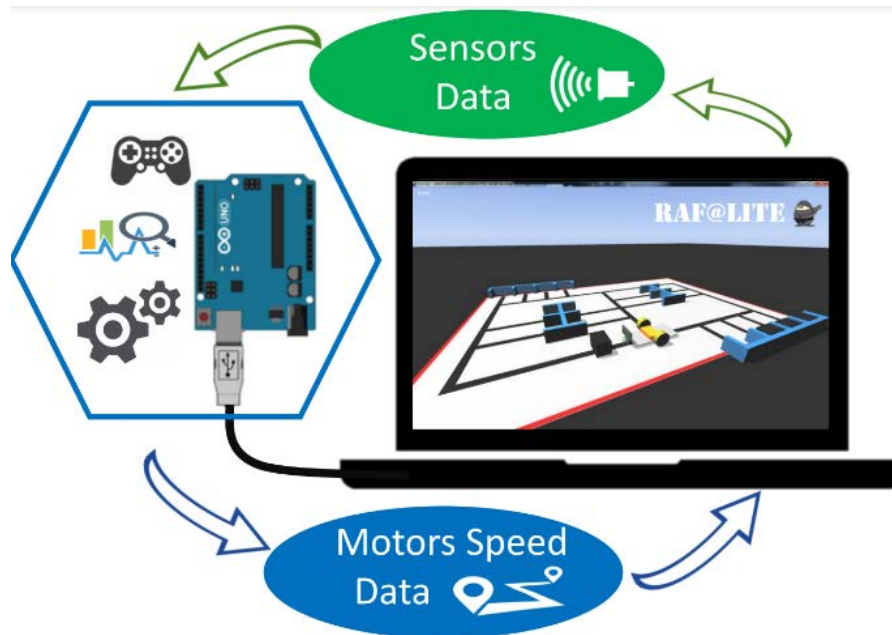 Sensors
Data
UNO
RAF@LITE
Motors Speed
Data